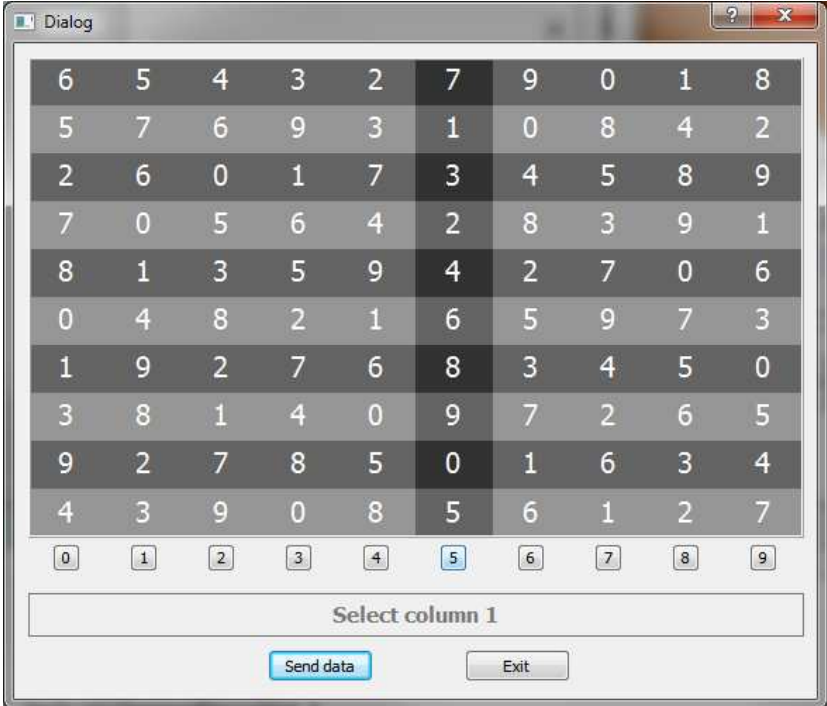 Dialog
6 5 4 3 2 7 9 0 1 8
5 7 6 9 3 1 0 8 4 2
2 6 0 1 7 3 4 5 8 9
7 0 5 6 4 2 8 3 9 1
8 1 3 5 9 4 2 7 0 6
0 4 8 2 1 6 5 9 7 3
1 9 2 7 6 8 3 4 5 0
3 8 1 4 0 9 7 2 6 5
9 2 7 8 5 0 1 6 3 4
4 3 9 0 8 5 6 1 2 7
0 1 2 3 4 5 6 7 8 9
Select column 1
Send data Exit